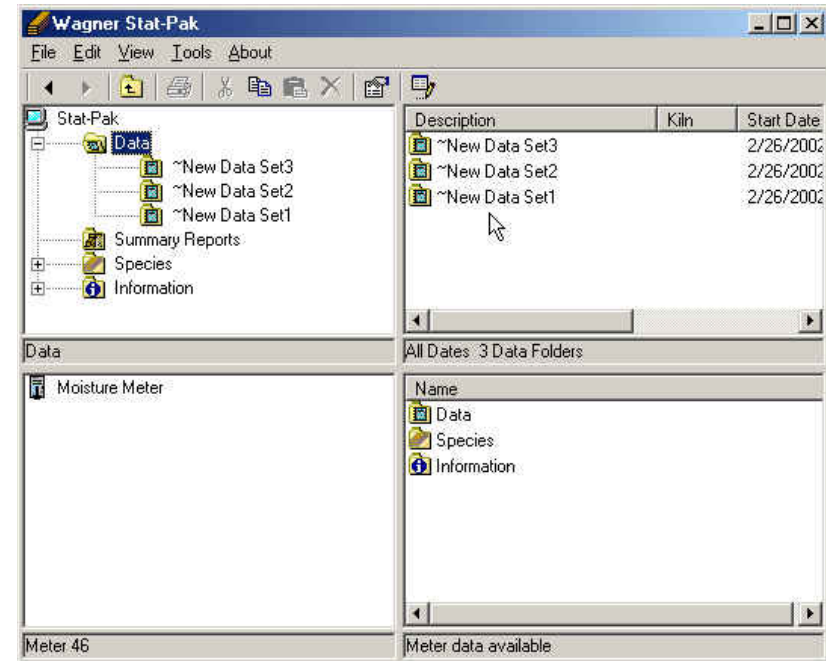 Wagner Stat-Pak
File Edit View Tools About
Stat-Pak
Data
~New Data Set3
~New Data Set2
~New Data Set1
Summary Reports
Species
Information
Data
Description Kiln Start Date
~New Data Set3 2/26/2002
~New Data Set2 2/26/2002
~New Data Set1 2/26/2002
All Dates 3 Data Folders
Moisture Meter
Meter 46
Name
Data
Species
Information
Meter data available